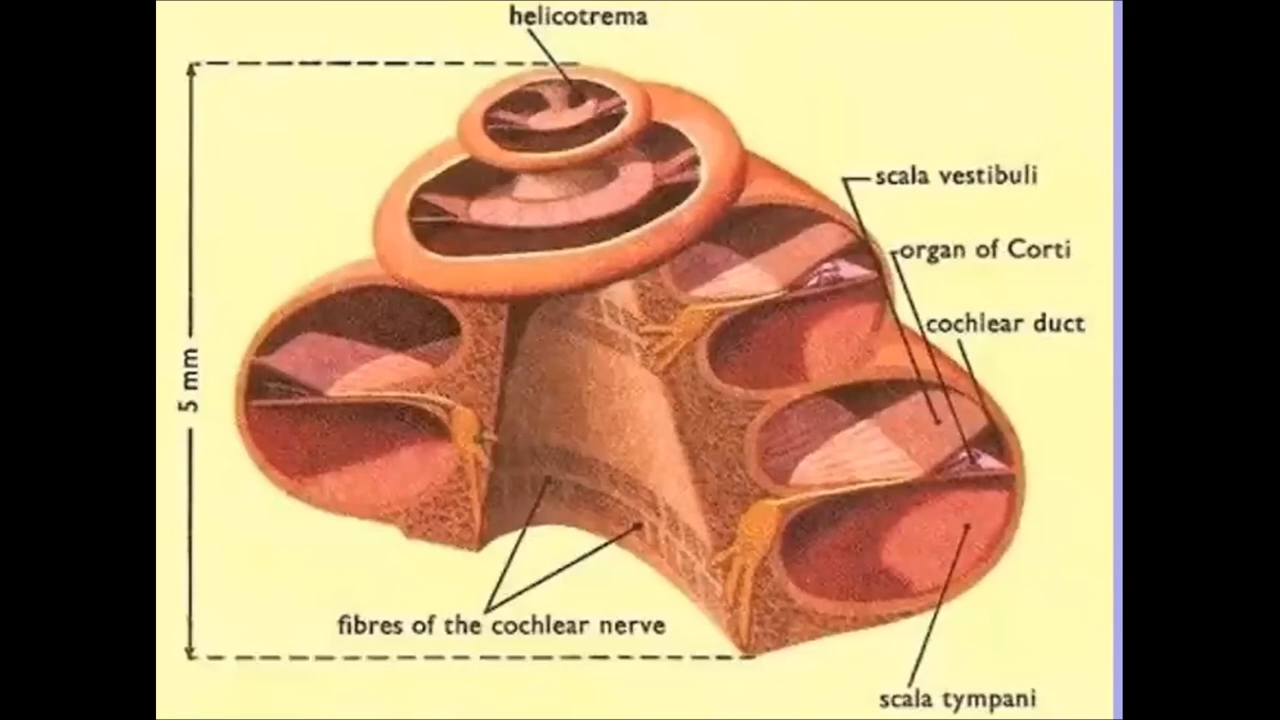 helicotrema
scala vestibuli
organ of Corti
cochlear duct
5 mm
fibres of the cochlear nerve
scala tympani